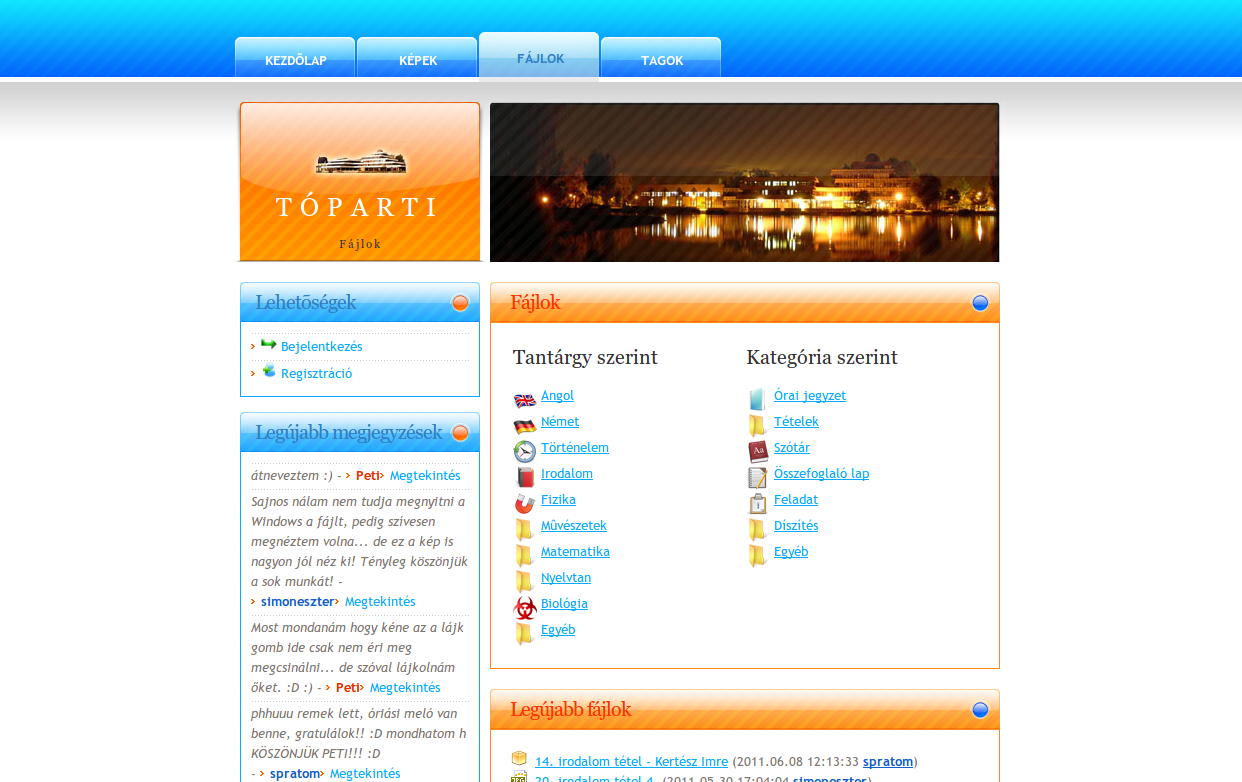 KEZDÕLAP
KÉPEK
FÁJLOK
TAGOK
TÓPARTI
Fájlok
Lehetõségek
Bejelentkezés
Regisztráció
Legújabb megjegyzések
átneveztem :) - Peti Megtekintés
Sajnos nálam nem tudja megnyitni a
Windows a fájlt, pedig szívesen
megnéztem volna... de ez a kép is
nagyon jól néz ki! Tényleg köszönjük
a sok munkát! -
simoneszter Megtekintés
Most mondanám hogy kéne az a lájk
gomb ide csak nem éri meg
megcsinálni... de szóval lájkolnám
őket. :D :) - Peti Megtekintés
phhuuu remek lett, óriási meló van
benne, gratulálok!! :D mondhatom h
KÖSZÖNJÜK PETI!!! :D
- spratom Megtekintés
Fájlok
Tantárgy szerint
Angol
Német
Történelem
Irodalom
Fizika
Mûvészetek
Matematika
Nyelvtan
Biológia
Egyéb
Kategória szerint
Órai jegyzet
Tételek
Szótár
Összefoglaló lap
Feladat
Díszítés
Egyéb
Legújabb fájlok
14. irodalom tétel - Kertész Imre (2011.06.08 12:13:33 spratom)
20. irodalom tétel 4. (2011.05.30 17:04:04 simoneszter)